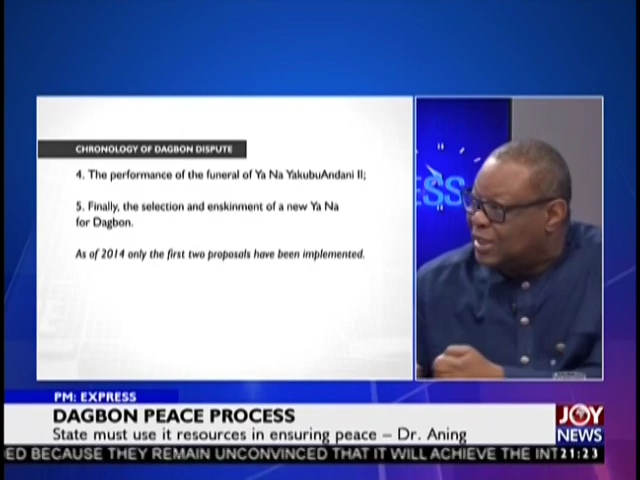 CHRONOLOGY OF DAGBON DISPUTE
4. The performance of the funeral of Ya Na YakubuAndani II;
5. Finally, the selection and enskinment of a new Ya Na
for Dagbon.
As of 2014 only the first two proposals have been implemented.
ESS
PM: EXPRESS
DAGBON PEACE PROCESS
State must use it resources in ensuring peace – Dr. Aning
JOY
NEWS
ED BECAUSE THEY REMAIN UNCONVINCED THAT IT WILL ACHIEVE THE INT 21:23